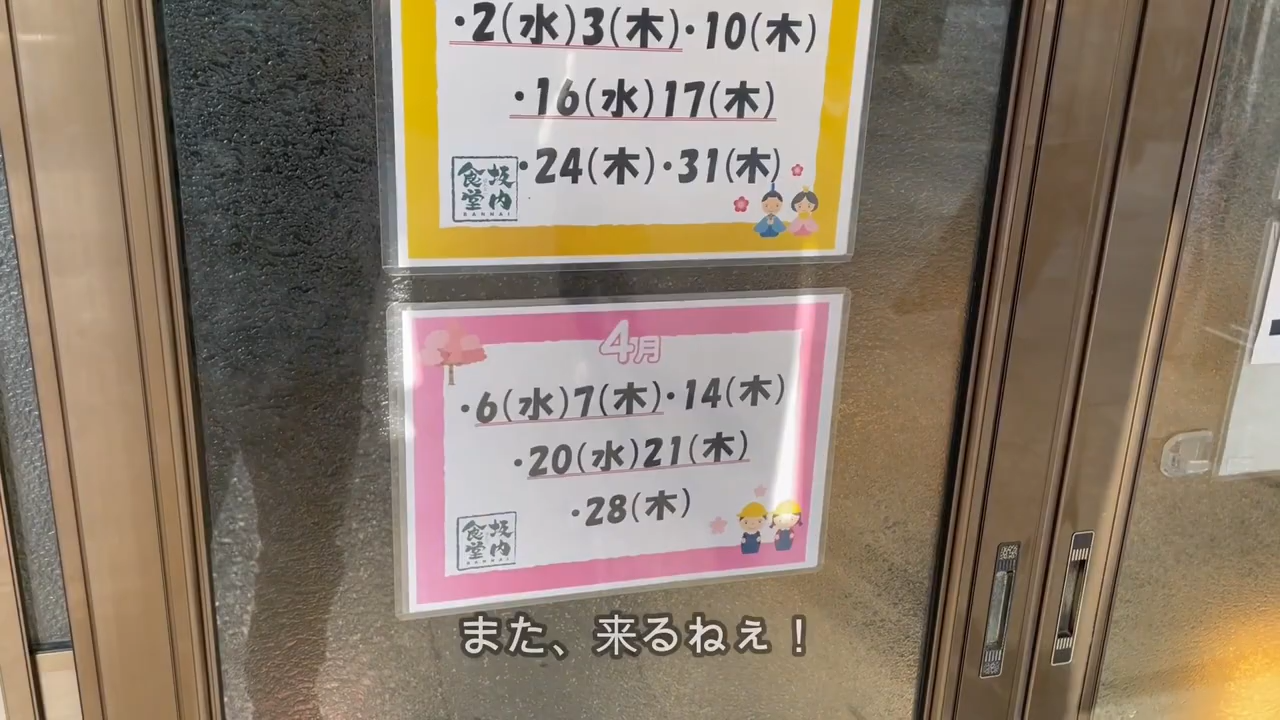 ・2(水)3(木)・10(木)
・16(水)17(木)
・24(木)・31(木)
坂内
食堂
BANNAI
4月
・6(水)7(木)・14(木)
・20(水)21(木)
・28(木)
坂内
食堂
BANNAI
また、来るねぇ！